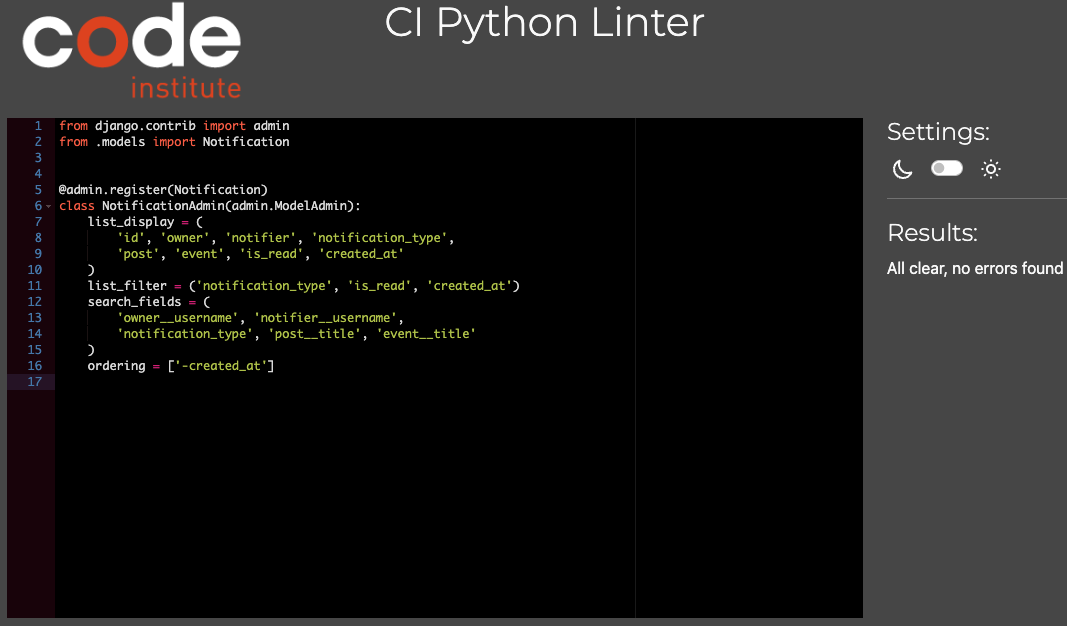 code
institute
CI Python Linter
1 from django.contrib import admin
2 from .models import Notification
3
4
5 @admin.register(Notification)
6 class NotificationAdmin(admin.ModelAdmin):
7     list_display = (
8         'id', 'owner', 'notifier', 'notification_type',
9         'post', 'event', 'is_read', 'created_at'
10     )
11     list_filter = ('notification_type', 'is_read', 'created_at')
12     search_fields = (
13         'owner__username', 'notifier__username',
14         'notification_type', 'post__title', 'event__title'
15     )
16     ordering = ['-created_at']
17
Settings:
Results:
All clear, no errors found